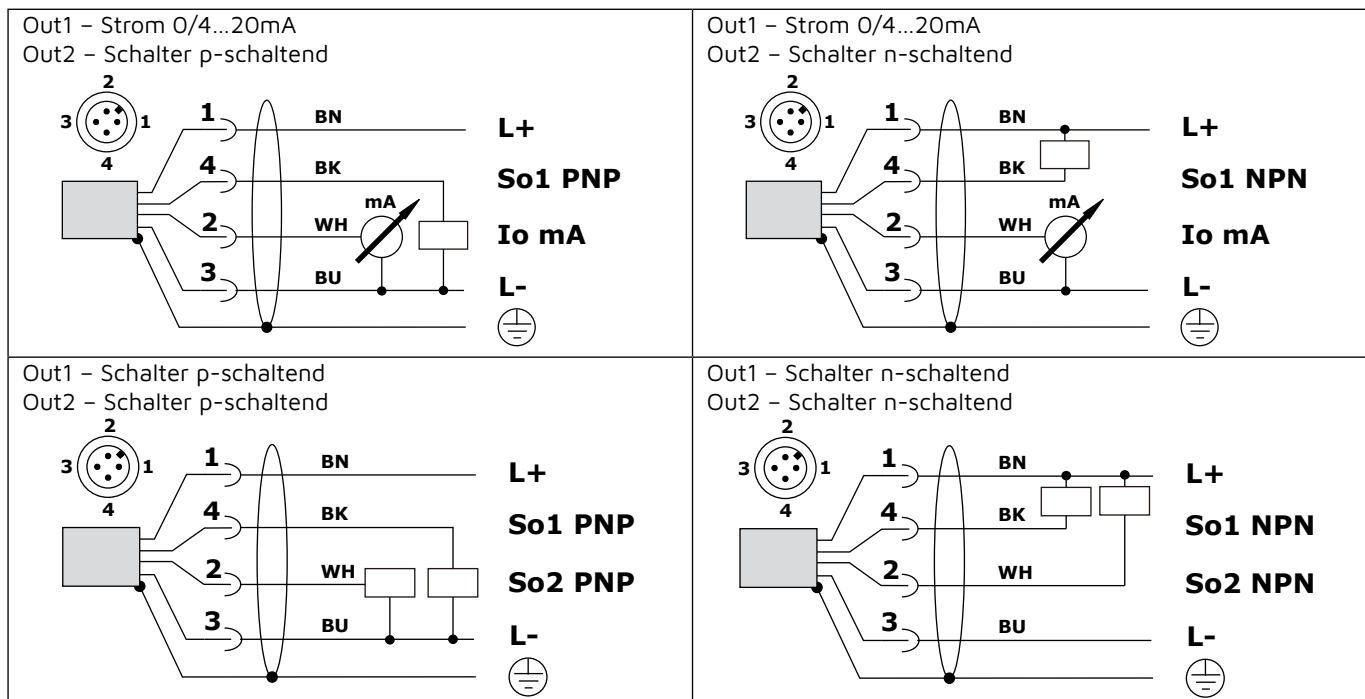 Out1 – Strom 0/4...20mA
Out2 – Schalter p-schaltend
2
3 1
4
1 BN L+
4 BK So1 PNP
mA
2 WH Io mA
3 BU L-
Out1 – Strom 0/4...20mA
Out2 – Schalter n-schaltend
2
3 1
4
1 BN L+
4 BK So1 NPN
mA
2 WH Io mA
3 BU L-
Out1 – Schalter p-schaltend
Out2 – Schalter p-schaltend
2
3 1
4
1 BN L+
4 BK So1 PNP
2 WH So2 PNP
3 BU L-
Out1 – Schalter n-schaltend
Out2 – Schalter n-schaltend
2
3 1
4
1 BN L+
4 BK So1 NPN
2 WH So2 NPN
3 BU L-